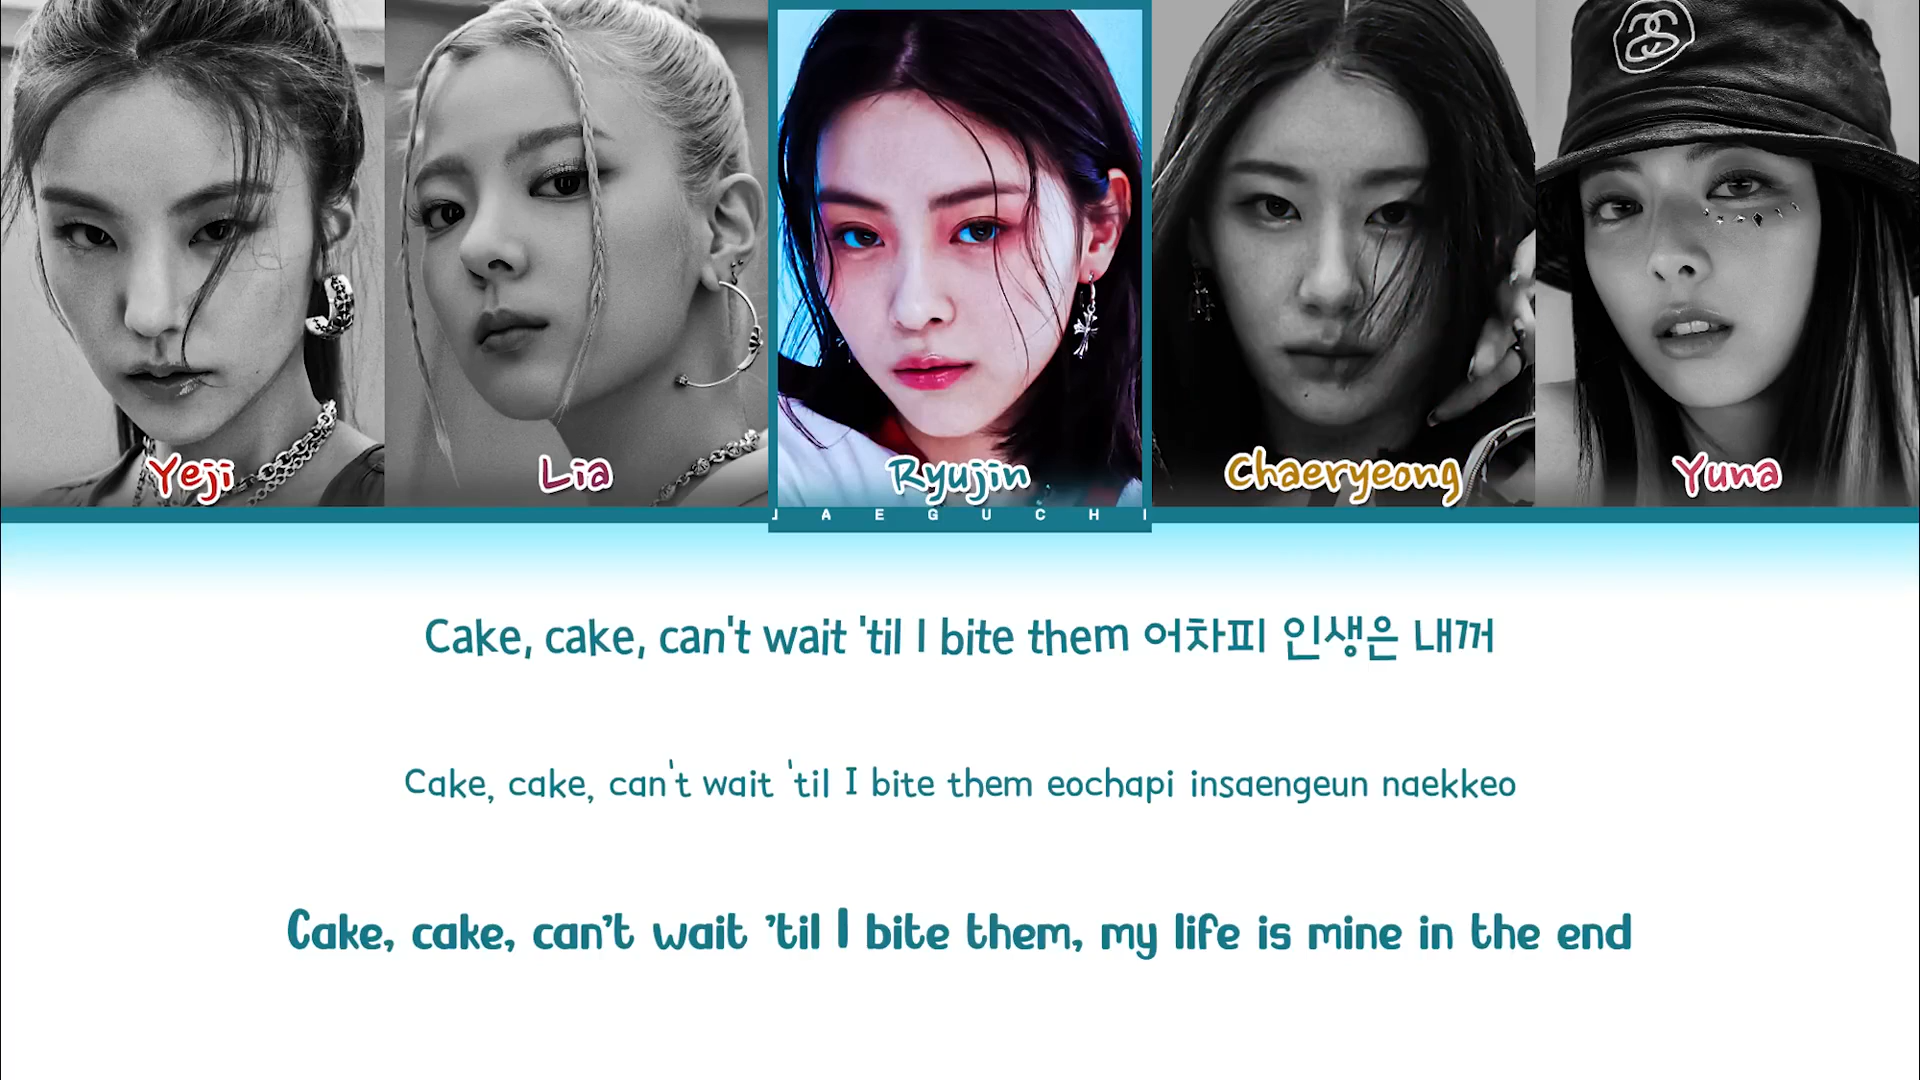 Yeji
Lia
Ryujin
Chaeryeong
Yuna
JAEGUCHI
Cake, cake, can't wait 'til I bite them 어차피 인생은 내꺼
Cake, cake, can't wait 'til I bite them eochapi insaengeun naekkeo
Cake, cake, can't wait 'til I bite them, my life is mine in the end